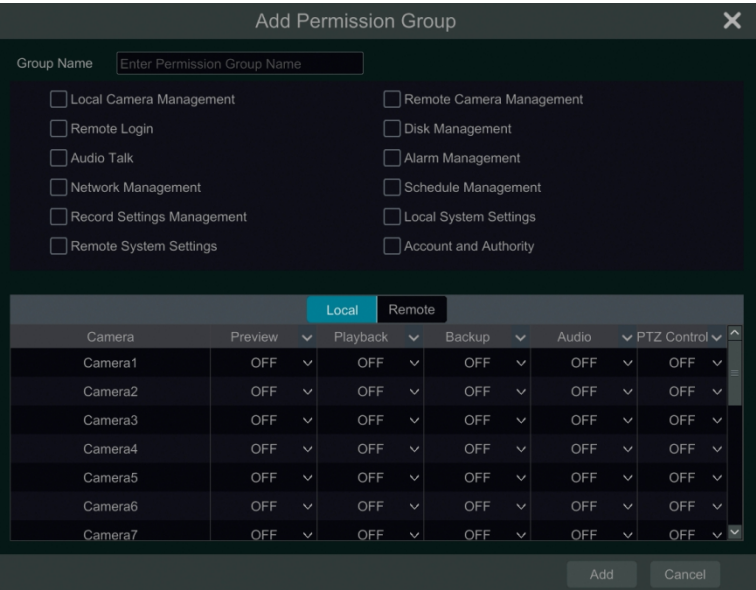 Add Permission Group
Group Name Enter Permission Group Name
Local Camera Management Remote Camera Management
Remote Login Disk Management
Audio Talk Alarm Management
Network Management Schedule Management
Record Settings Management Local System Settings
Remote System Settings Account and Authority
Local Remote
Camera Preview Playback Backup Audio PTZ Control
Camera1 OFF OFF OFF OFF OFF
Camera2 OFF OFF OFF OFF OFF
Camera3 OFF OFF OFF OFF OFF
Camera4 OFF OFF OFF OFF OFF
Camera5 OFF OFF OFF OFF OFF
Camera6 OFF OFF OFF OFF OFF
Camera7 OFF OFF OFF OFF OFF
Add Cancel